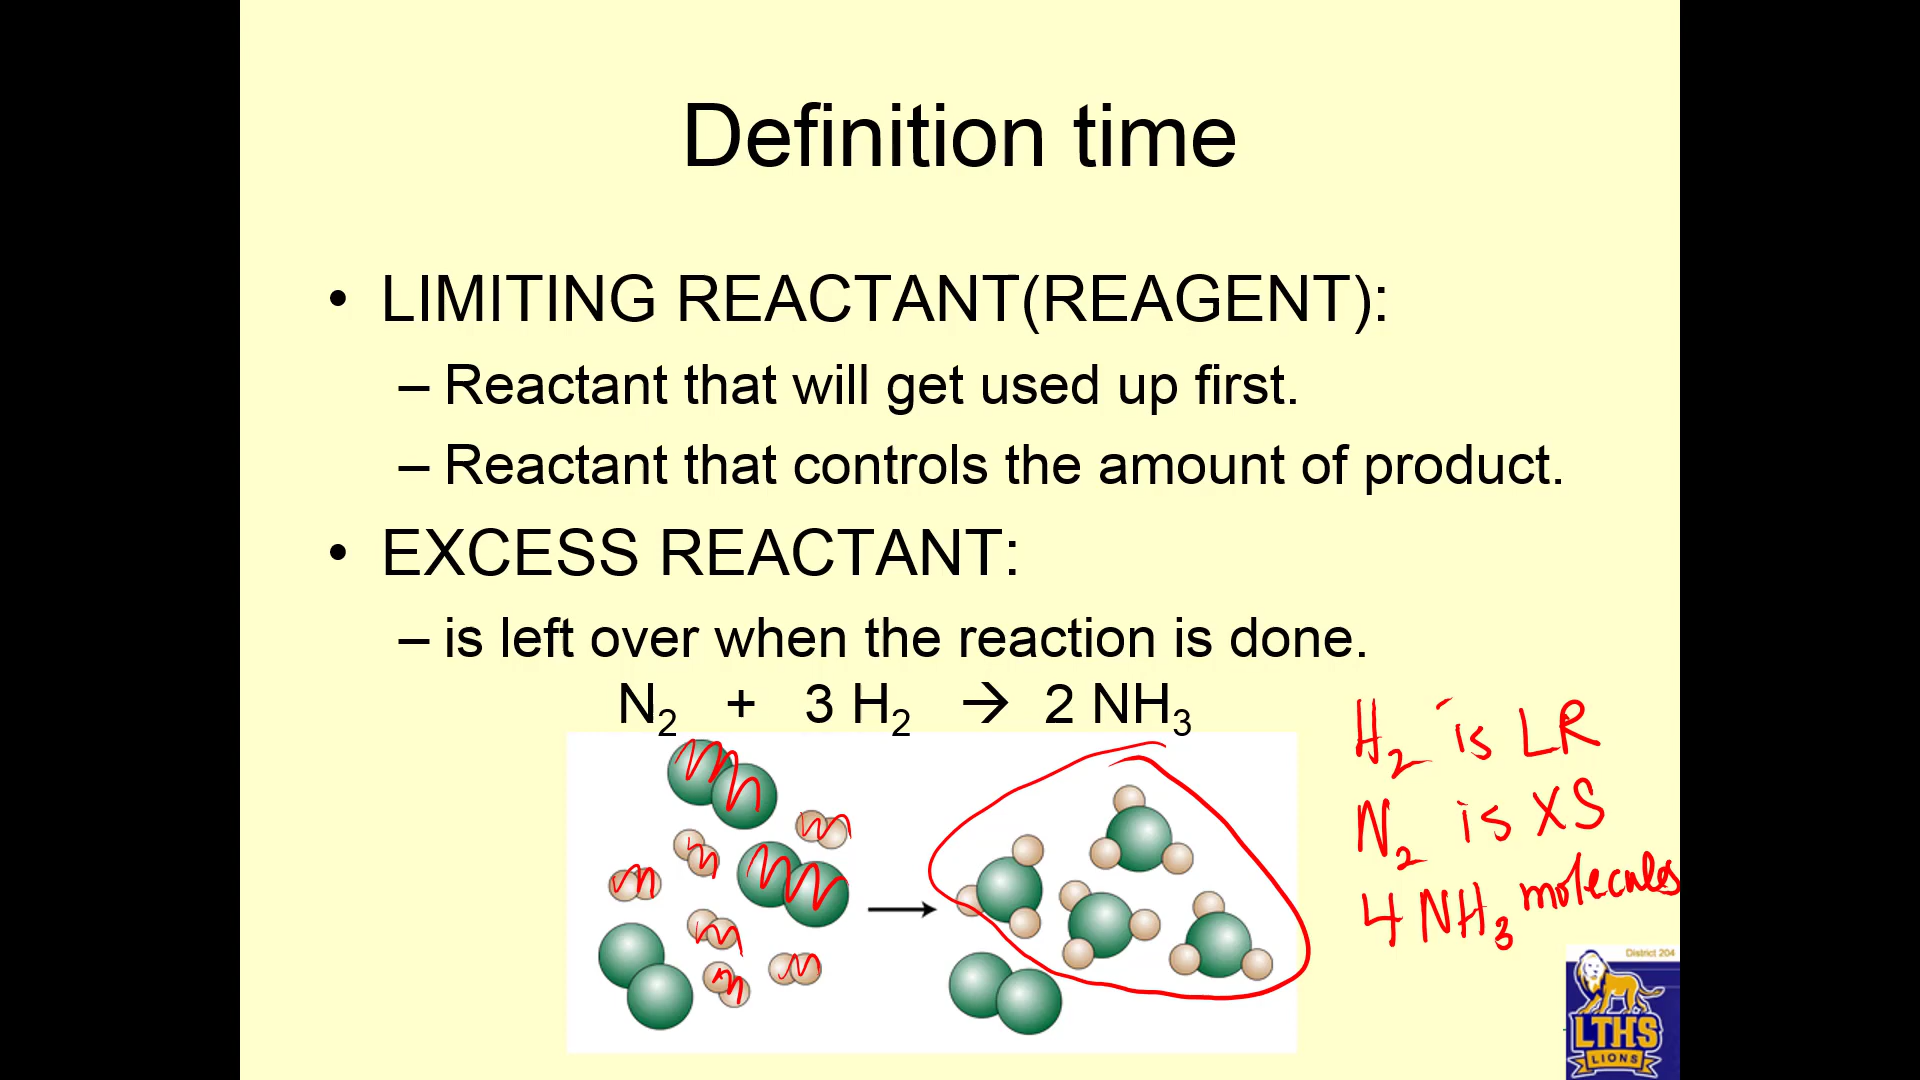 Definition time
• LIMITING REACTANT(REAGENT):
– Reactant that will get used up first.
– Reactant that controls the amount of product.
• EXCESS REACTANT:
– is left over when the reaction is done.
N₂ + 3 H₂ → 2 NH₃
H₂ is LR
N₂ is XS
4 NH₃ molecules
District 204
LTHS
LIONS